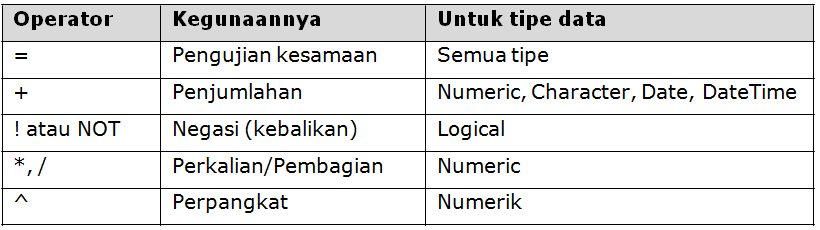 Operator Kegunaannya Untuk tipe data
= Pengujian kesamaan Semua tipe
+ Penjumlahan Numeric, Character, Date, DateTime
! atau NOT Negasi (kebalikan) Logical
*, / Perkalian/Pembagian Numeric
^ Perpangkat Numerik